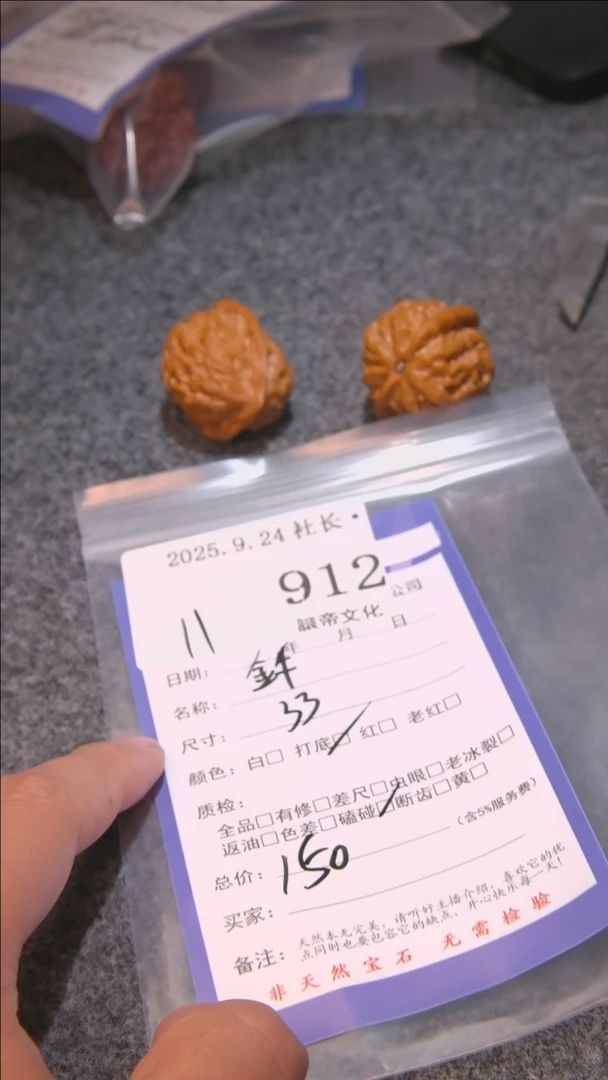 2025.9.24 社长 •
912
公司
帝文化
11
日期： 年 月 日
名称：
尺寸： 33
颜色：白□ 打底□ 红□ 老红□
质检：
全品□有修□差尺□虫眼□老冰裂□
返油□色差□磕碰□断齿□黄□
总价： 150 (含5%服务费)
买家：
备注： 天然本无完美，请听好主播介绍，喜欢它的优
点同时也要包容它的缺点，开心快乐每一天！
非天然宝石 无需检验